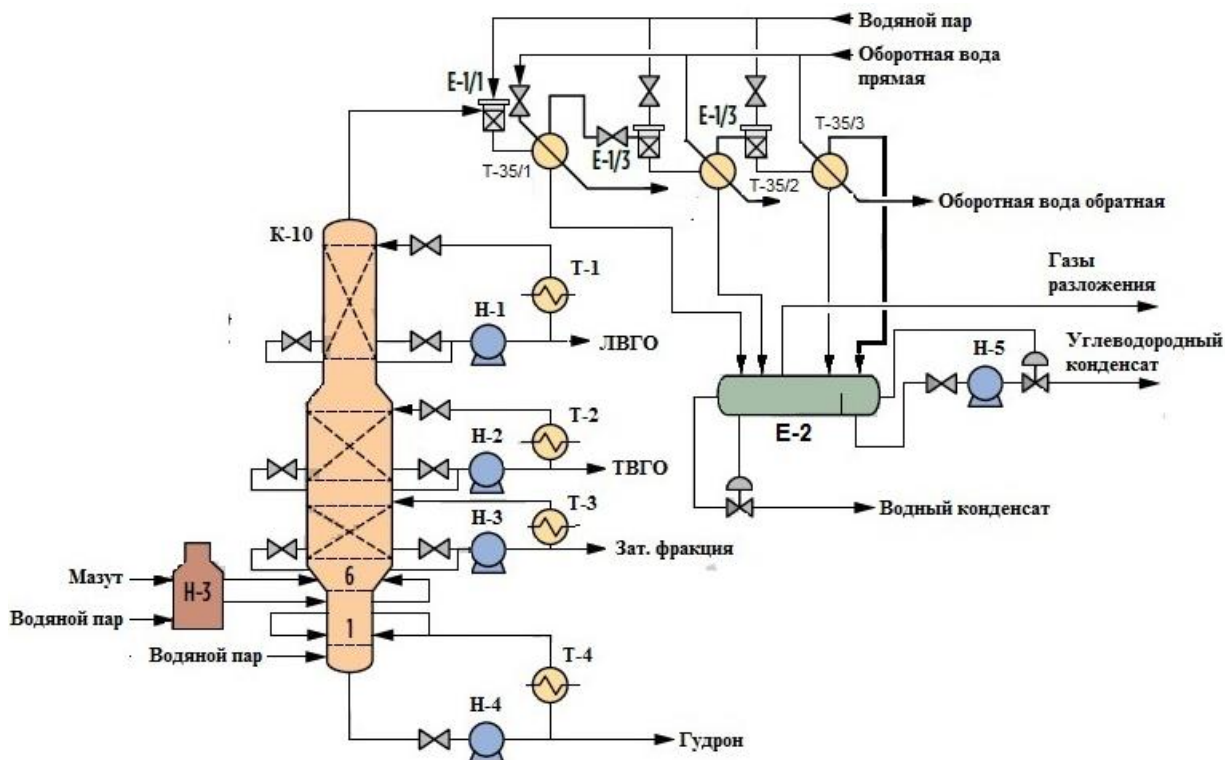 Водяной пар
Оборотная вода
прямая
Е-1/1
Е-1/3
Е-1/3
Т-35/3
Т-35/1
Т-35/2
Оборотная вода обратная
К-10
Т-1
Газы
разложения
Н-1
ЛВГО
Н-5
Углеводородный
конденсат
Т-2
Е-2
Н-2
ТВГО
Т-3
Н-3
Водный конденсат
Зат. фракция
6
Мазут
Н-3
Водяной пар
1
Водяной пар
Т-4
Н-4
Гудрон